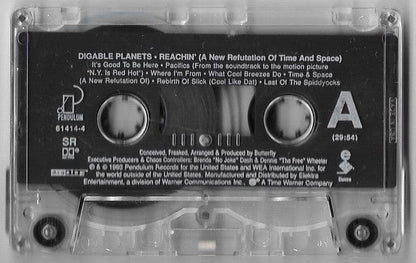 DIGABLE PLANETS • REACHIN' (A New Refutation Of Time And Space)
It's Good To Be Here • Pacifics (From the soundtrack to the motion picture
"N.Y. Is Red Hot") • Where I'm From • What Cool Breezes Do • Time & Space
(A New Refutation Of) • Rebirth Of Slick (Cool Like Dat) • Last Of The Spiddyocks
PENDULUM
61414-4
SR
A
(29:54)
Elektra
Conceived, Freaked, Arranged & Produced by Butterfly
Executive Producers & Chaos Controllers: Brenda "No Joke" Dash & Dennis "The Free" Wheeler
℗ & © 1993 Pendulum Records for the United States and WEA International Inc. for
the world outside of the United States. Manufactured and Distributed by Elektra
Entertainment, a division of Warner Communications Inc., A Time Warner Company